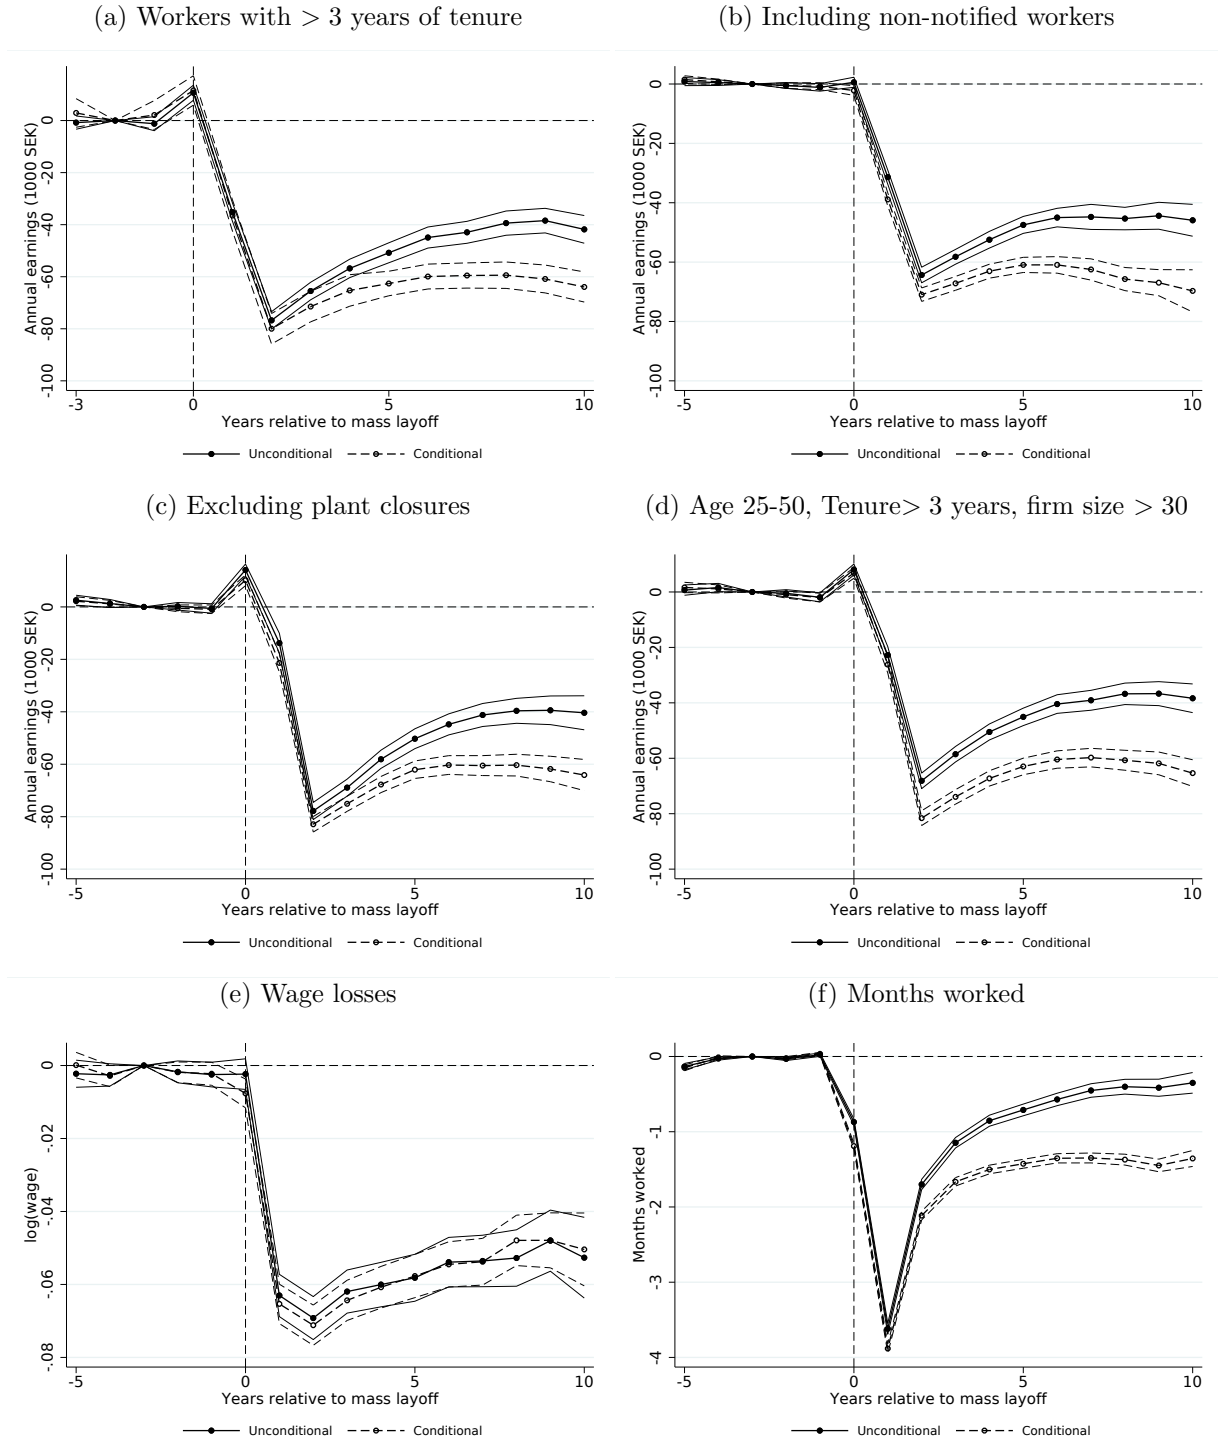 (a) Workers with > 3 years of tenure
Annual earnings (1000 SEK)
0
-20
-40
-60
-80
-100
-3
0
5
10
Years relative to mass layoff
Unconditional
Conditional
(b) Including non-notified workers
Annual earnings (1000 SEK)
0
-20
-40
-60
-80
-100
-5
0
5
10
Years relative to mass layoff
Unconditional
Conditional
(c) Excluding plant closures
Annual earnings (1000 SEK)
0
-20
-40
-60
-80
-100
-5
0
5
10
Years relative to mass layoff
Unconditional
Conditional
(d) Age 25-50, Tenure> 3 years, firm size > 30
Annual earnings (1000 SEK)
0
-20
-40
-60
-80
-100
-5
0
5
10
Years relative to mass layoff
Unconditional
Conditional
(e) Wage losses
log(wage)
0
-.02
-.04
-.06
-.08
-5
0
5
10
Years relative to mass layoff
Unconditional
Conditional
(f) Months worked
Months worked
0
-1
-2
-3
-4
-5
0
5
10
Years relative to mass layoff
Unconditional
Conditional